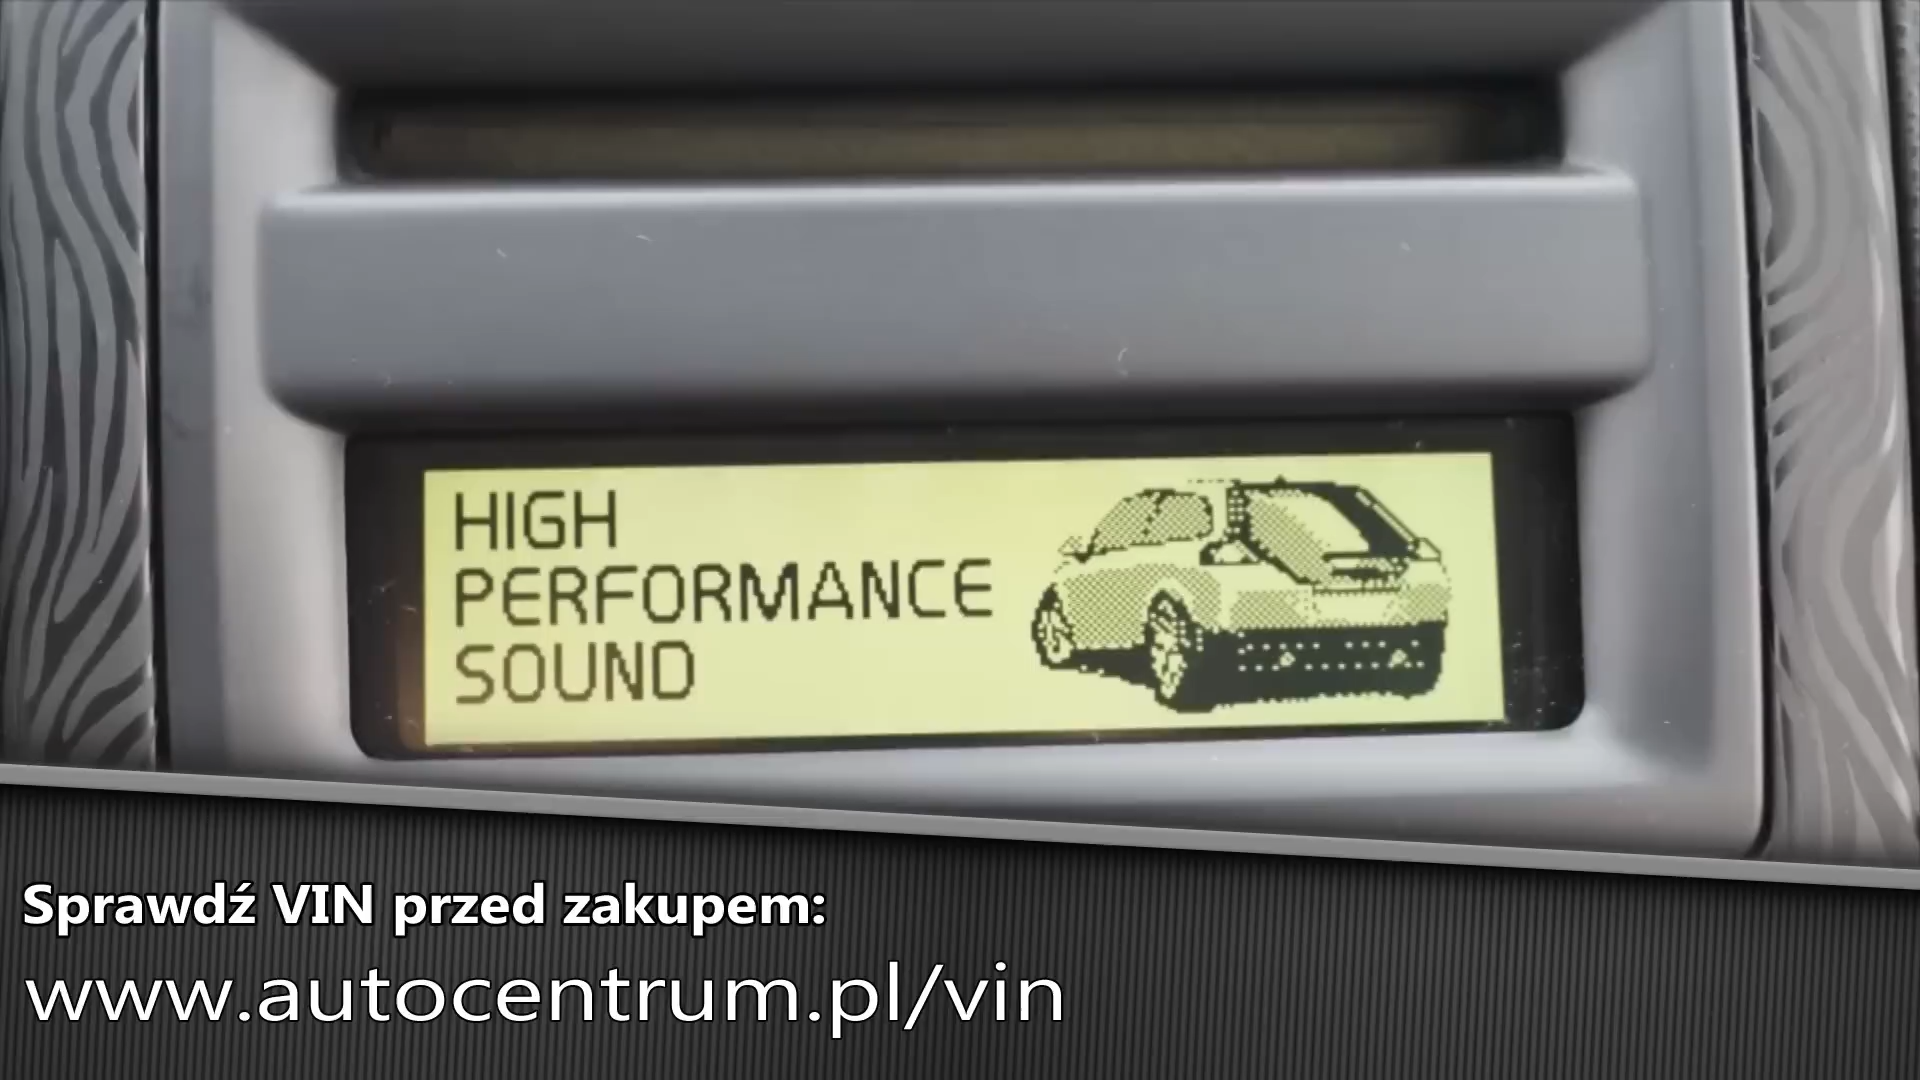 HIGH
PERFORMANCE
SOUND
Sprawdź VIN przed zakupem:
www.autocentrum.pl/vin